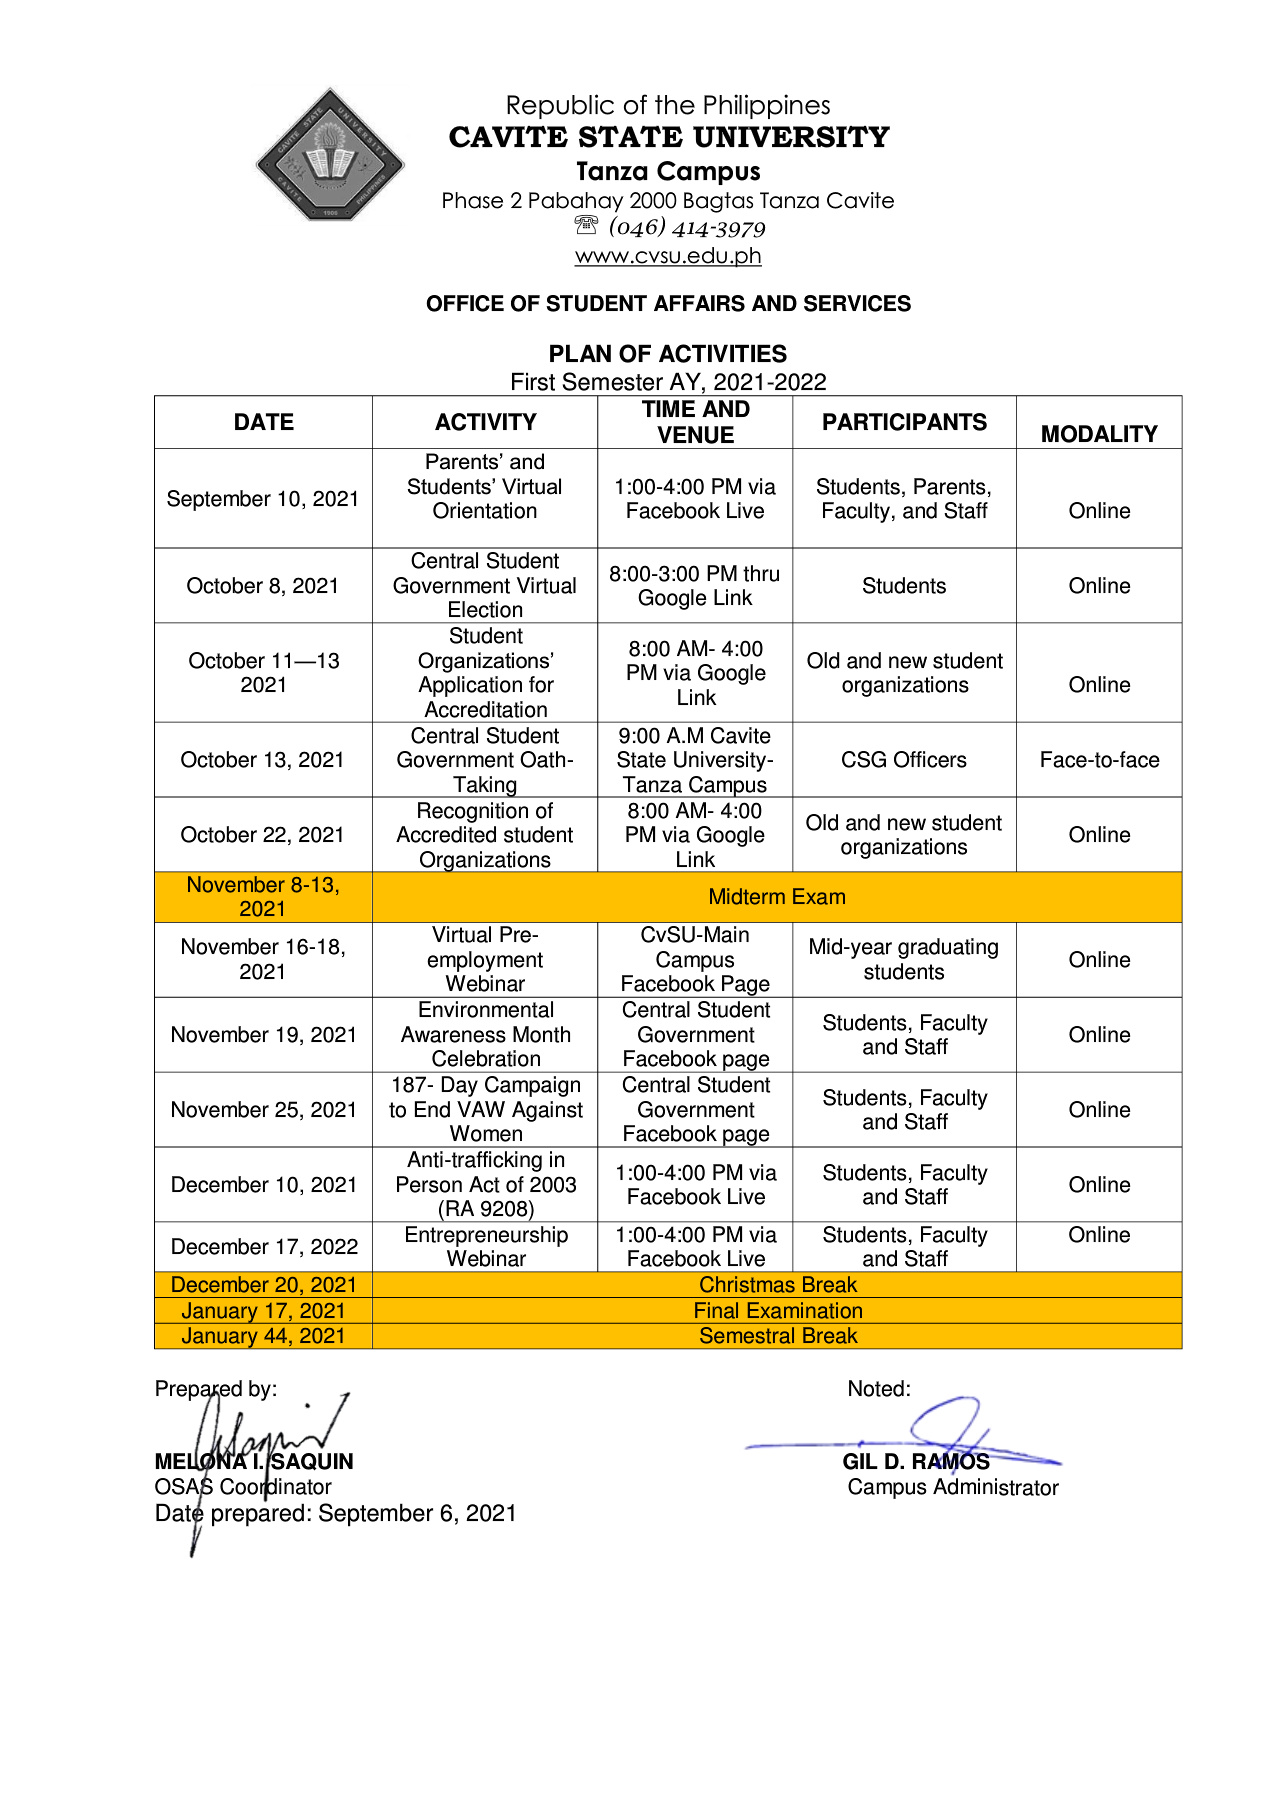 CAVITE STATE UNIVERSITY
CAVITE PHILIPPINES
1906
Republic of the Philippines
CAVITE STATE UNIVERSITY
Tanza Campus
Phase 2 Pabahay 2000 Bagtas Tanza Cavite
☏ (046) 414-3979
www.cvsu.edu.ph
OFFICE OF STUDENT AFFAIRS AND SERVICES
PLAN OF ACTIVITIES
First Semester AY, 2021-2022
DATE
ACTIVITY
TIME AND
VENUE
PARTICIPANTS
MODALITY
September 10, 2021
Parents’ and
Students’ Virtual
Orientation
1:00-4:00 PM via
Facebook Live
Students, Parents,
Faculty, and Staff
Online
October 8, 2021
Central Student
Government Virtual
Election
8:00-3:00 PM thru
Google Link
Students
Online
October 11—13
2021
Student
Organizations’
Application for
Accreditation
8:00 AM- 4:00
PM via Google
Link
Old and new student
organizations
Online
October 13, 2021
Central Student
Government Oath-
Taking
9:00 A.M Cavite
State University-
Tanza Campus
CSG Officers
Face-to-face
October 22, 2021
Recognition of
Accredited student
Organizations
8:00 AM- 4:00
PM via Google
Link
Old and new student
organizations
Online
November 8-13,
2021
Midterm Exam
November 16-18,
2021
Virtual Pre-
employment
Webinar
CvSU-Main
Campus
Facebook Page
Mid-year graduating
students
Online
November 19, 2021
Environmental
Awareness Month
Celebration
Central Student
Government
Facebook page
Students, Faculty
and Staff
Online
November 25, 2021
187- Day Campaign
to End VAW Against
Women
Central Student
Government
Facebook page
Students, Faculty
and Staff
Online
December 10, 2021
Anti-trafficking in
Person Act of 2003
(RA 9208)
1:00-4:00 PM via
Facebook Live
Students, Faculty
and Staff
Online
December 17, 2022
Entrepreneurship
Webinar
1:00-4:00 PM via
Facebook Live
Students, Faculty
and Staff
Online
December 20, 2021
Christmas Break
January 17, 2021
Final Examination
January 44, 2021
Semestral Break
Prepared by:
Noted:
MELONA I. SAQUIN
GIL D. RAMOS
OSAS Coordinator
Campus Administrator
Date prepared: September 6, 2021